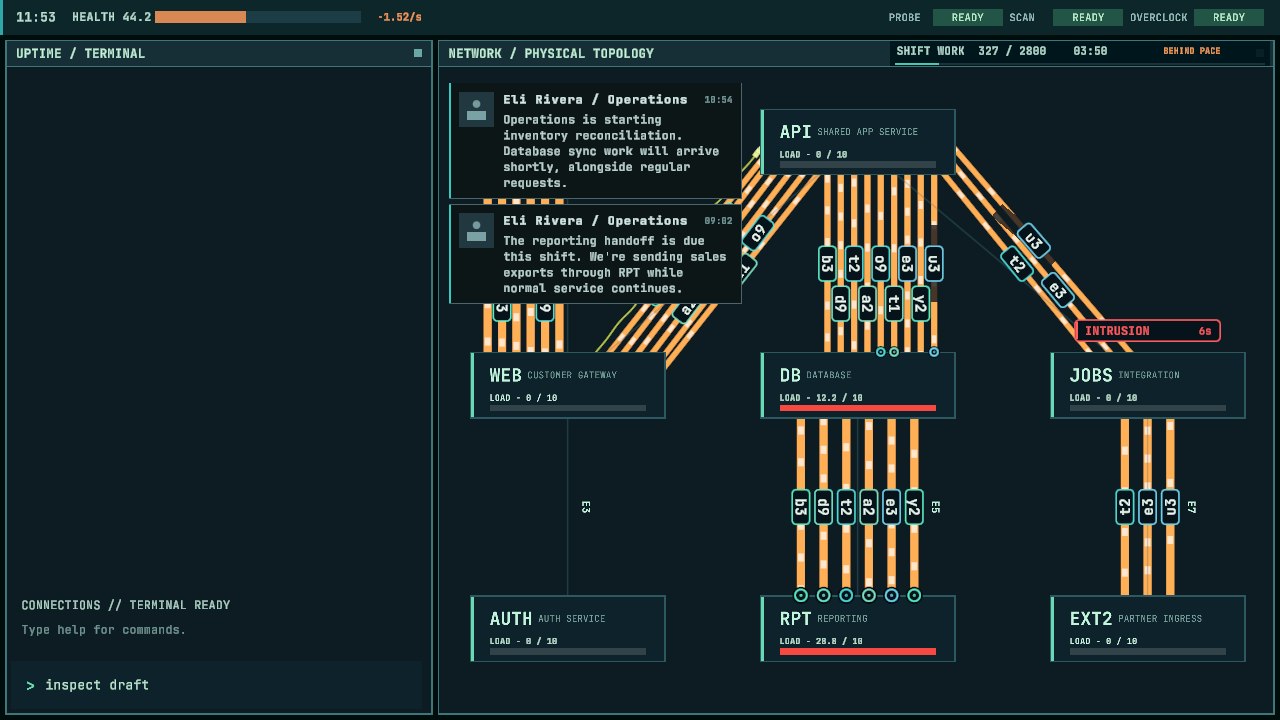 11:53 HEALTH 44.2 -1.52/s PROBE READY SCAN READY OVERCLOCK READY
UPTIME / TERMINAL
NETWORK / PHYSICAL TOPOLOGY
SHIFT WORK 327 / 2800 03:50 BEHIND PACE
Eli Rivera / Operations 10:54
Operations is starting
inventory reconciliation.
Database sync work will arrive
shortly, alongside regular
requests.
Eli Rivera / Operations 09:02
The reporting handoff is due
this shift. We're sending sales
exports through RPT while
normal service continues.
API SHARED APP SERVICE
LOAD - 0 / 10
o9
b3 t2 o9 e3 u3
d9 a2 t1 y2
u3
t2
e3
INTRUSION 6s
WEB CUSTOMER GATEWAY
LOAD - 0 / 10
DB DATABASE
LOAD - 12.2 / 10
JOBS INTEGRATION
LOAD - 0 / 10
E3
b3 d9 t2 a2 e3 y2 E5
t2 e3 u3 E7
AUTH AUTH SERVICE
LOAD - 0 / 10
RPT REPORTING
LOAD - 28.8 / 10
EXT2 PARTNER INGRESS
LOAD - 0 / 10
CONNECTIONS // TERMINAL READY
Type help for commands.
> inspect draft